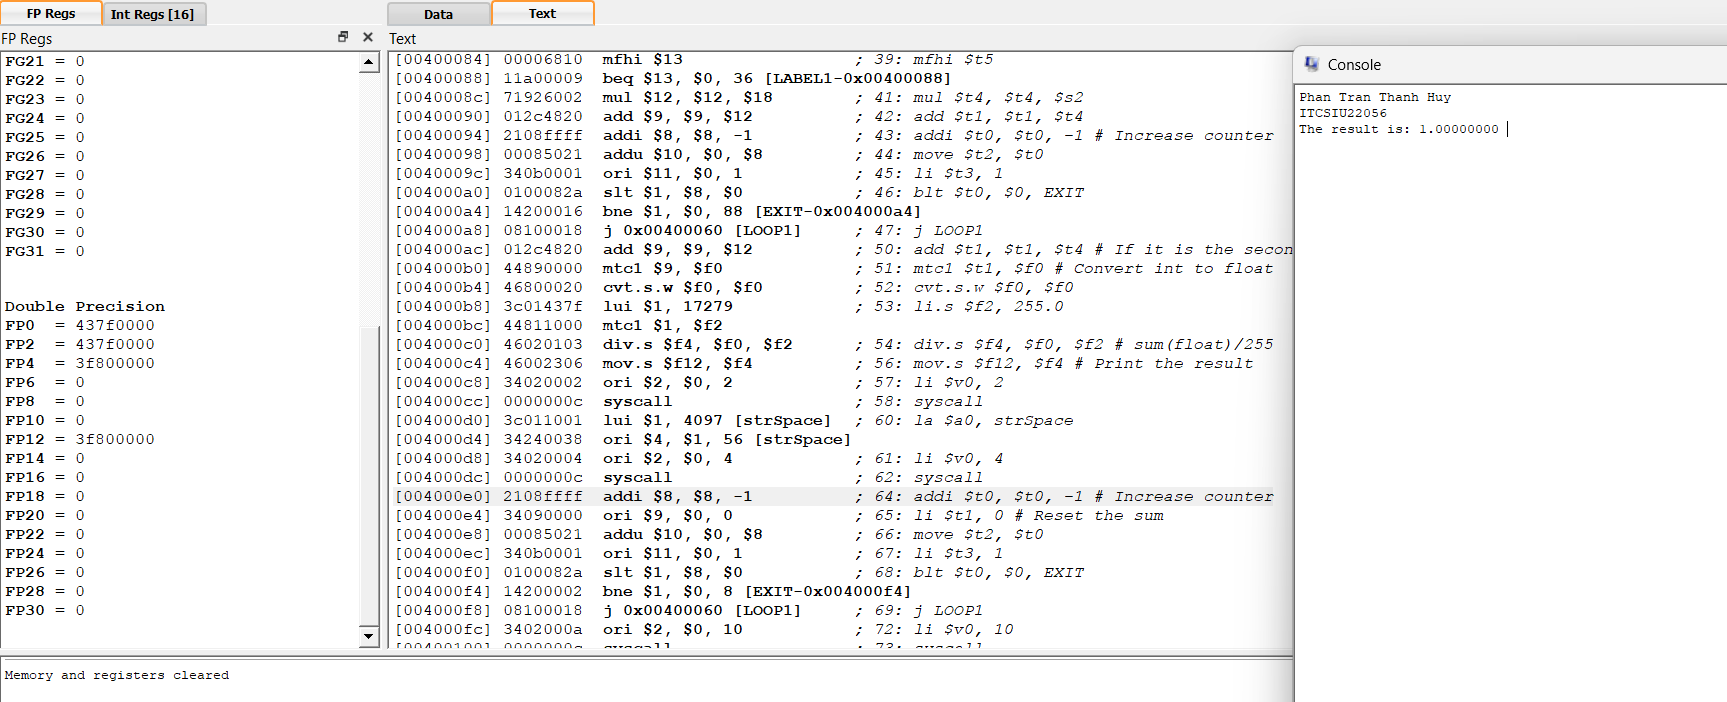 FP Regs
Int Regs [16]
Data
Text
FP Regs
Text
FG21 = 0
FG22 = 0
FG23 = 0
FG24 = 0
FG25 = 0
FG26 = 0
FG27 = 0
FG28 = 0
FG29 = 0
FG30 = 0
FG31 = 0
Double Precision
FP0 = 437f0000
FP2 = 437f0000
FP4 = 3f800000
FP6 = 0
FP8 = 0
FP10 = 0
FP12 = 3f800000
FP14 = 0
FP16 = 0
FP18 = 0
FP20 = 0
FP22 = 0
FP24 = 0
FP26 = 0
FP28 = 0
FP30 = 0
[00400084] 00006810 mfhi $13 ; 39: mfhi $t5
[00400088] 11a00009 beq $13, $0, 36 [LABEL1-0x00400088]
[0040008c] 71926002 mul $12, $12, $18 ; 41: mul $t4, $t4, $s2
[00400090] 012c4820 add $9, $9, $12 ; 42: add $t1, $t1, $t4
[00400094] 2108ffff addi $8, $8, -1 ; 43: addi $t0, $t0, -1 # Increase counter
[00400098] 00085021 addu $10, $0, $8 ; 44: move $t2, $t0
[0040009c] 340b0001 ori $11, $0, 1 ; 45: li $t3, 1
[004000a0] 0100082a slt $1, $8, $0 ; 46: blt $t0, $0, EXIT
[004000a4] 14200016 bne $1, $0, 88 [EXIT-0x004000a4]
[004000a8] 08100018 j 0x00400060 [LOOP1] ; 47: j LOOP1
[004000ac] 012c4820 add $9, $9, $12 ; 50: add $t1, $t1, $t4 # If it is the secon
[004000b0] 44890000 mtc1 $9, $f0 ; 51: mtc1 $t1, $f0 # Convert int to float
[004000b4] 46800020 cvt.s.w $f0, $f0 ; 52: cvt.s.w $f0, $f0
[004000b8] 3c01437f lui $1, 17279 ; 53: li.s $f2, 255.0
[004000bc] 44811000 mtc1 $1, $f2
[004000c0] 46020103 div.s $f4, $f0, $f2 ; 54: div.s $f4, $f0, $f2 # sum(float)/255
[004000c4] 46002306 mov.s $f12, $f4 ; 56: mov.s $f12, $f4 # Print the result
[004000c8] 34020002 ori $2, $0, 2 ; 57: li $v0, 2
[004000cc] 0000000c syscall ; 58: syscall
[004000d0] 3c011001 lui $1, 4097 [strSpace] ; 60: la $a0, strSpace
[004000d4] 34240038 ori $4, $1, 56 [strSpace]
[004000d8] 34020004 ori $2, $0, 4 ; 61: li $v0, 4
[004000dc] 0000000c syscall ; 62: syscall
[004000e0] 2108ffff addi $8, $8, -1 ; 64: addi $t0, $t0, -1 # Increase counter
[004000e4] 34090000 ori $9, $0, 0 ; 65: li $t1, 0 # Reset the sum
[004000e8] 00085021 addu $10, $0, $8 ; 66: move $t2, $t0
[004000ec] 340b0001 ori $11, $0, 1 ; 67: li $t3, 1
[004000f0] 0100082a slt $1, $8, $0 ; 68: blt $t0, $0, EXIT
[004000f4] 14200002 bne $1, $0, 8 [EXIT-0x004000f4]
[004000f8] 08100018 j 0x00400060 [LOOP1] ; 69: j LOOP1
[004000fc] 3402000a ori $2, $0, 10 ; 72: li $v0, 10
[00400100] 0000000c syscall ; 73: syscall
Console
Phan Tran Thanh Huy
ITCSIU22056
The result is: 1.00000000
Memory and registers cleared